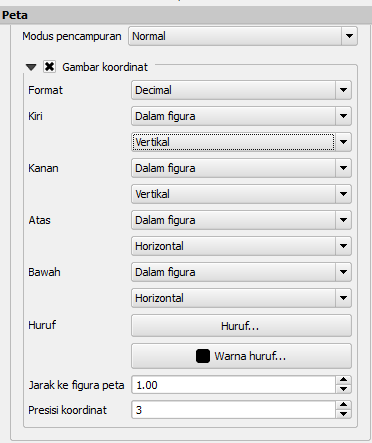 Peta
Modus pencampuran Normal
Gambar koordinat
Format Decimal
Kiri Dalam figura
Vertikal
Kanan Dalam figura
Vertikal
Atas Dalam figura
Horizontal
Bawah Dalam figura
Horizontal
Huruf Huruf...
Warna huruf...
Jarak ke figura peta 1.00
Presisi koordinat 3